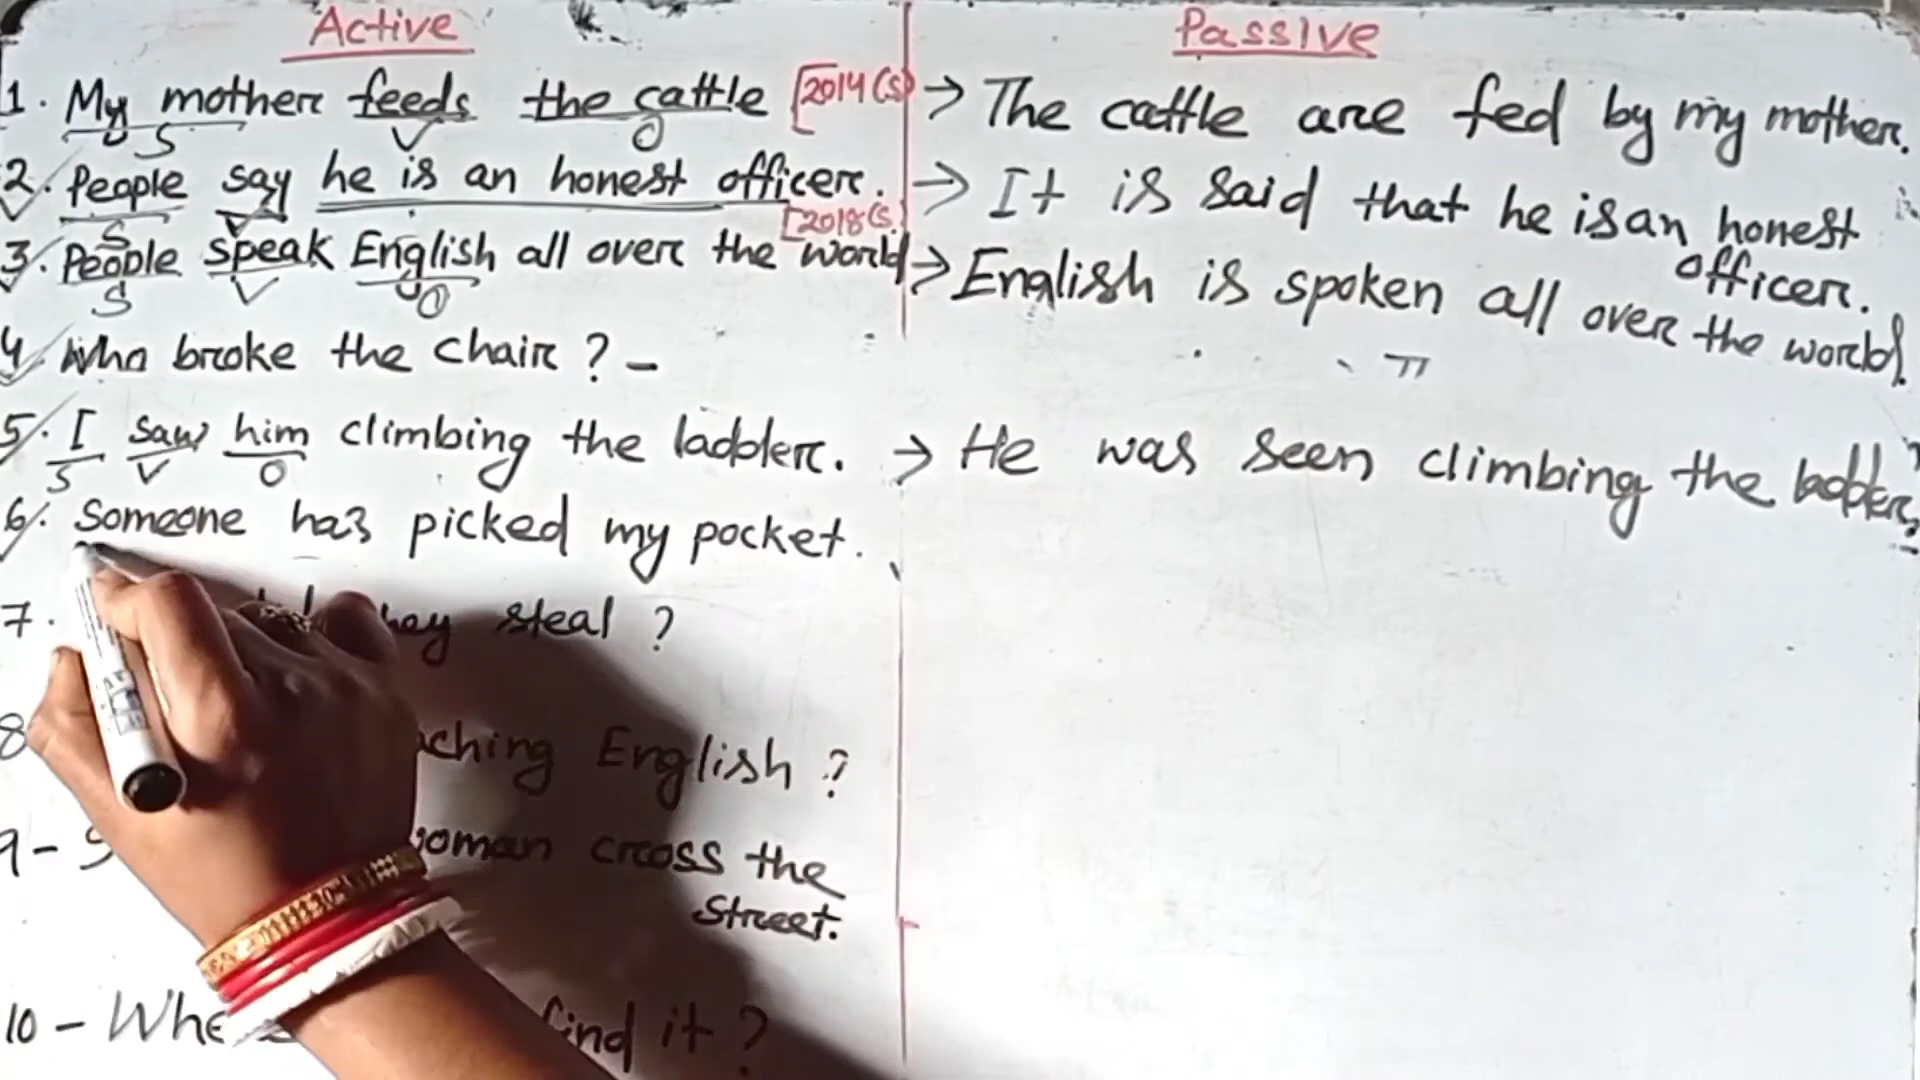 Active
Passive
1. My mother feeds the cattle [2014(S) → The cattle are fed by my mother.
S V O
2. People say he is an honest officer. → It is said that he is an honest officer.
S V [2018(S)
3. People speak English all over the world → English is spoken all over the world.
S V O
4. Who broke the chair? -
5. I saw him climbing the ladder. → He was seen climbing the ladder.
S V O
6. Someone has picked my pocket.
7. steal ?
8 English ?
9 - woman cross the
street.
10 - find it ?